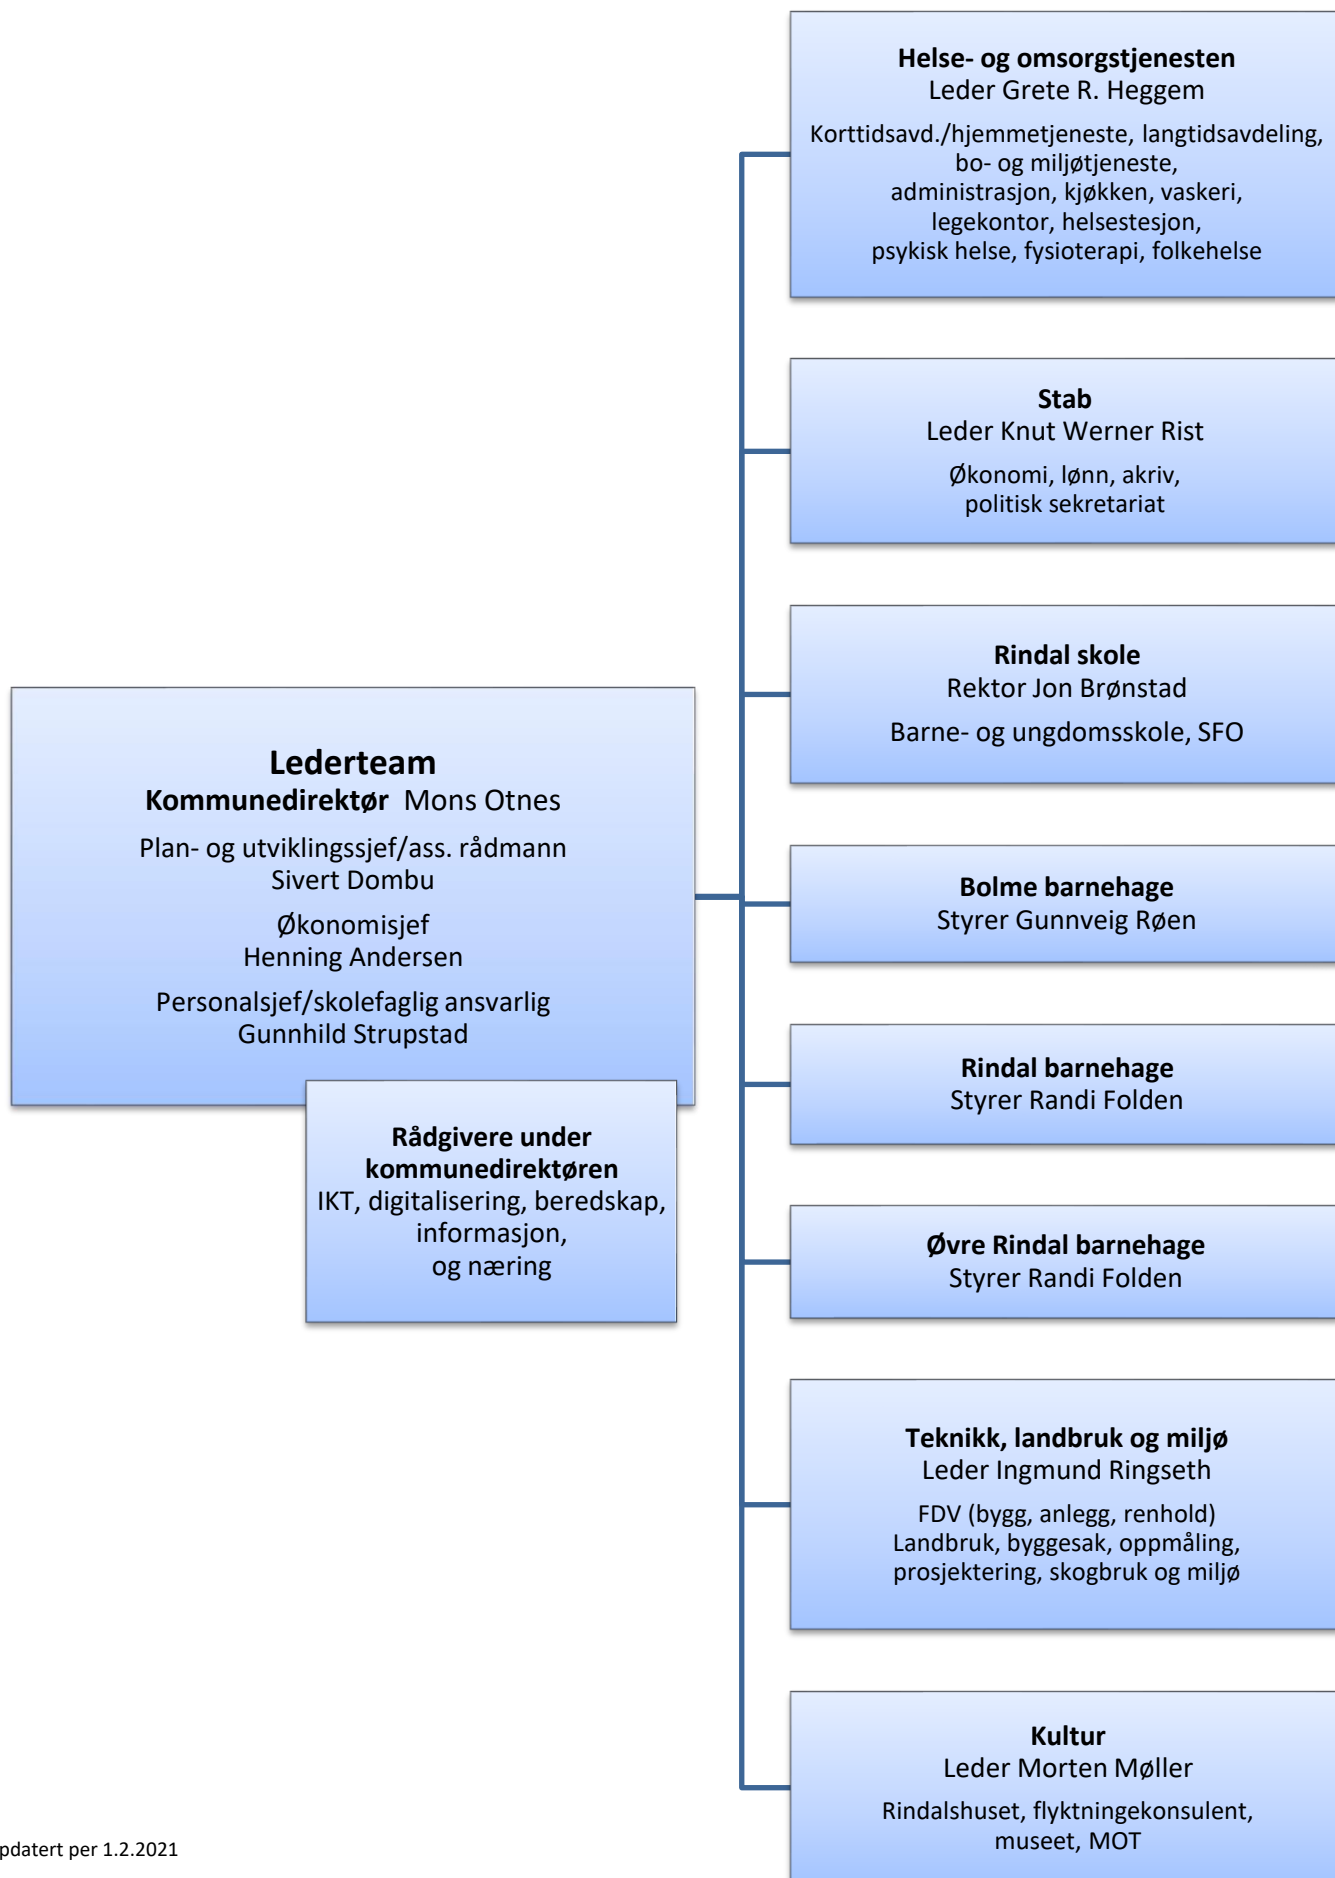 Helse- og omsorgstjenesten
Leder Grete R. Heggem
Korttidsavd./hjemmetjeneste, langtidsavdeling,
bo- og miljøtjeneste,
administrasjon, kjøkken, vaskeri,
legekontor, helsestesjon,
psykisk helse, fysioterapi, folkehelse
Stab
Leder Knut Werner Rist
Økonomi, lønn, akriv,
politisk sekretariat
Rindal skole
Rektor Jon Brønstad
Barne- og ungdomsskole, SFO
Lederteam
Kommunedirektør Mons Otnes
Plan- og utviklingssjef/ass. rådmann
Sivert Dombu
Økonomisjef
Henning Andersen
Personalsjef/skolefaglig ansvarlig
Gunnhild Strupstad
Rådgivere under
kommunedirektøren
IKT, digitalisering, beredskap,
informasjon,
og næring
Bolme barnehage
Styrer Gunnveig Røen
Rindal barnehage
Styrer Randi Folden
Øvre Rindal barnehage
Styrer Randi Folden
Teknikk, landbruk og miljø
Leder Ingmund Ringseth
FDV (bygg, anlegg, renhold)
Landbruk, byggesak, oppmåling,
prosjektering, skogbruk og miljø
Kultur
Leder Morten Møller
Rindalshuset, flyktningekonsulent,
museet, MOT
pdatert per 1.2.2021